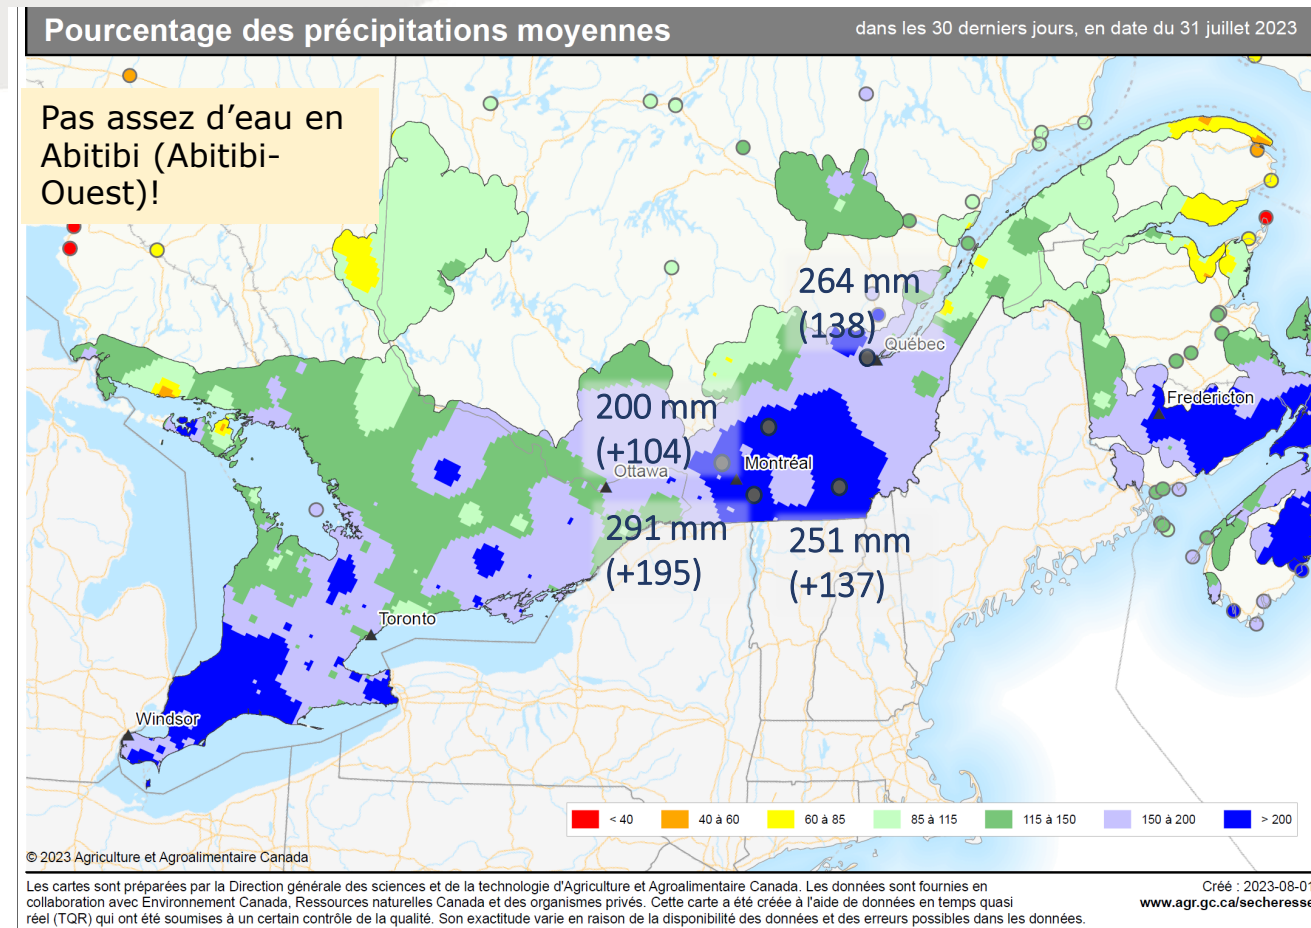 Pourcentage des précipitations moyennes
dans les 30 derniers jours, en date du 31 juillet 2023
Pas assez d’eau en
Abitibi (Abitibi-
Ouest)!
264 mm
(138)
Québec
200 mm
(+104)
Ottawa
Montréal
Fredericton
291 mm
(+195)
251 mm
(+137)
Toronto
Windsor
< 40
40 à 60
60 à 85
85 à 115
115 à 150
150 à 200
> 200
© 2023 Agriculture et Agroalimentaire Canada
Les cartes sont préparées par la Direction générale des sciences et de la technologie d'Agriculture et Agroalimentaire Canada. Les données sont fournies en
collaboration avec Environnement Canada, Ressources naturelles Canada et des organismes privés. Cette carte a été créée à l'aide de données en temps quasi
réel (TQR) qui ont été soumises à un certain contrôle de la qualité. Son exactitude varie en raison de la disponibilité des données et des erreurs possibles dans les données.
Créé : 2023-08-01
www.agr.gc.ca/secheresse